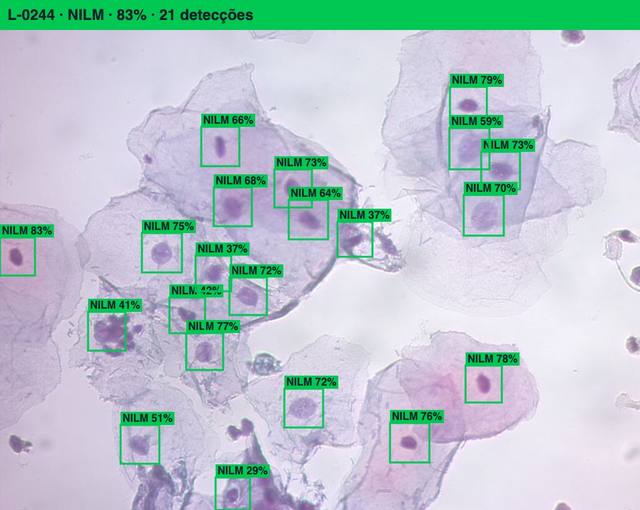 L-0244 · NILM · 83% · 21 detecções
NILM 79%
NILM 66%
NILM 59%
NILM 73%
NILM 73%
NILM 68%
NILM 70%
NILM 64%
NILM 37%
NILM 75%
NILM 83%
NILM 37%
NILM 72%
NILM 42%
NILM 41%
NILM 77%
NILM 78%
NILM 72%
NILM 76%
NILM 51%
NILM 29%